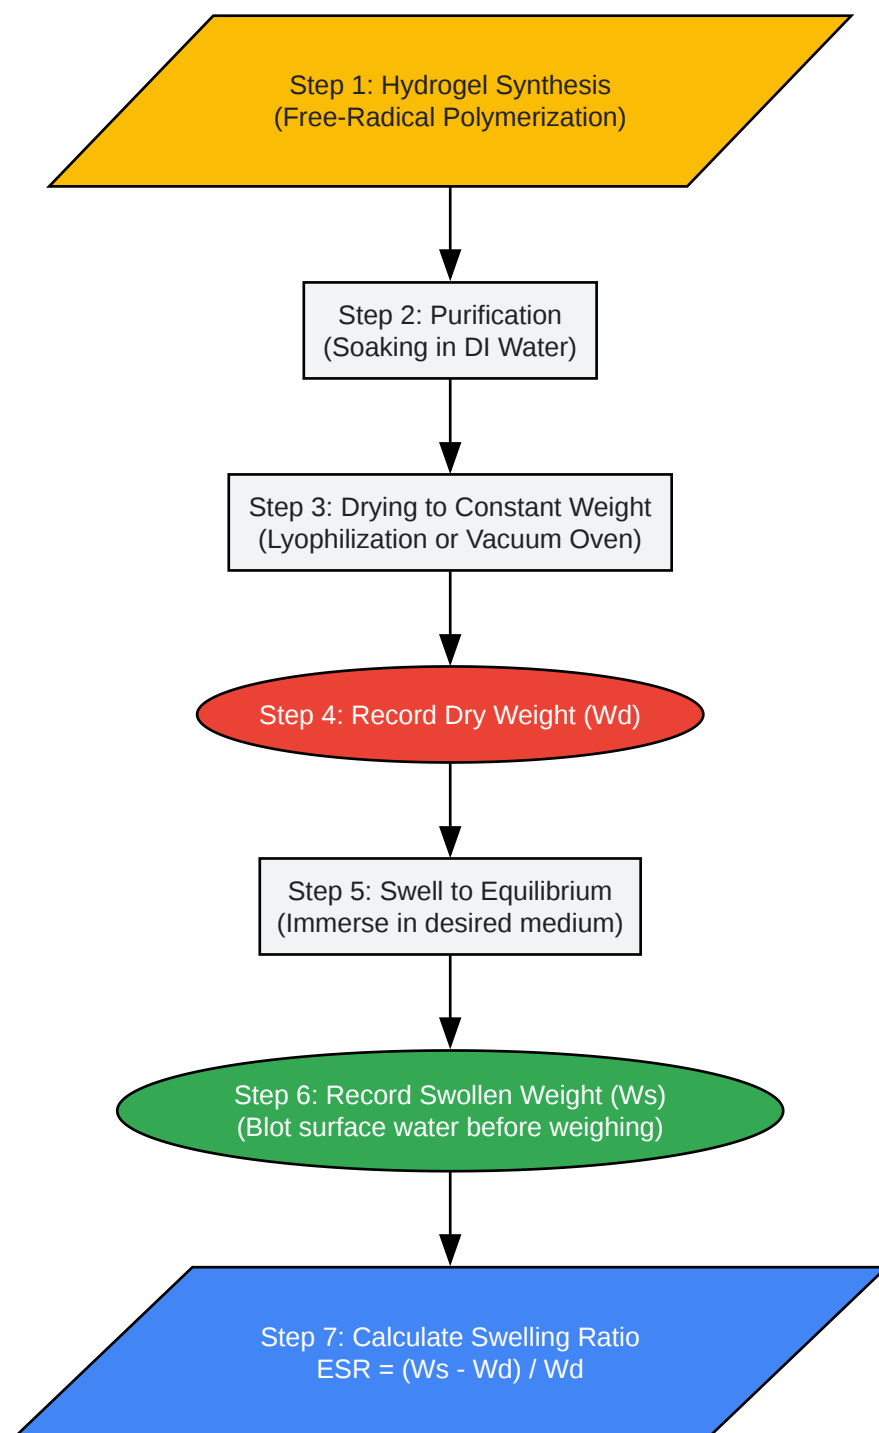 Step 1: Hydrogel Synthesis
(Free-Radical Polymerization)
Step 2: Purification
(Soaking in DI Water)
Step 3: Drying to Constant Weight
(Lyophilization or Vacuum Oven)
Step 4: Record Dry Weight (Wd)
Step 5: Swell to Equilibrium
(Immerse in desired medium)
Step 6: Record Swollen Weight (Ws)
(Blot surface water before weighing)
Step 7: Calculate Swelling Ratio
ESR = (Ws - Wd) / Wd